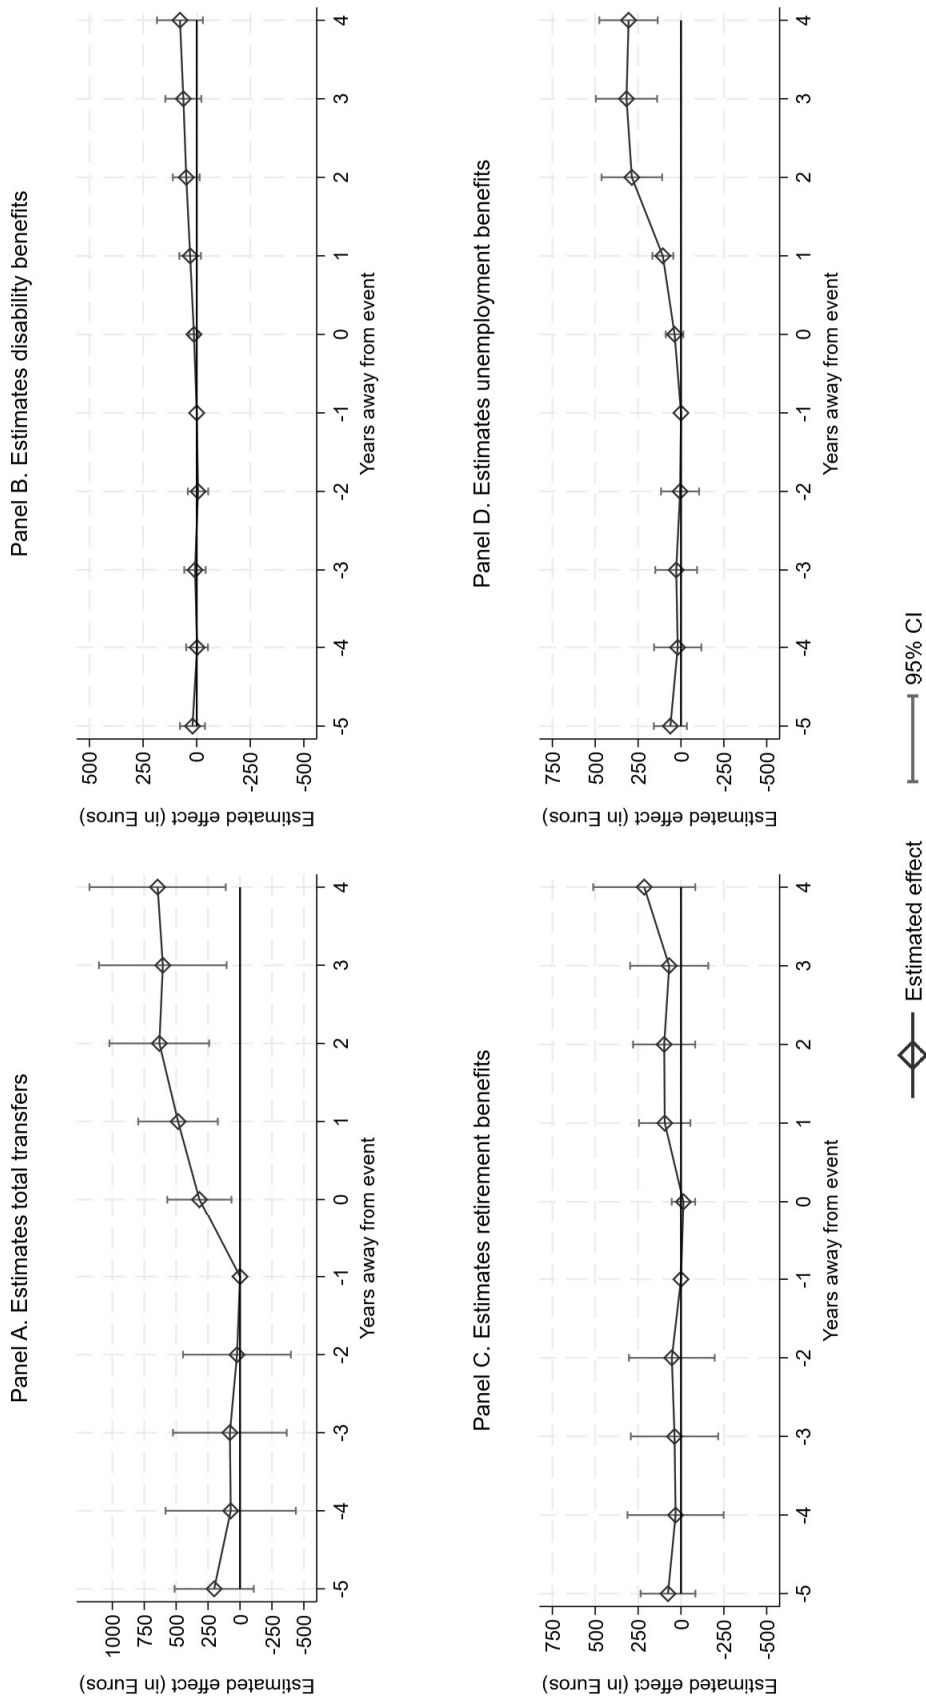 Panel A. Estimates total transfers
Estimated effect (in Euros)
1000
750
500
250
0
-250
-500
-5 -4 -3 -2 -1 0 1 2 3 4
Years away from event
Panel B. Estimates disability benefits
Estimated effect (in Euros)
500
250
0
-250
-500
-5 -4 -3 -2 -1 0 1 2 3 4
Years away from event
Panel C. Estimates retirement benefits
Estimated effect (in Euros)
750
500
250
0
-250
-500
-5 -4 -3 -2 -1 0 1 2 3 4
Years away from event
Panel D. Estimates unemployment benefits
Estimated effect (in Euros)
750
500
250
0
-250
-500
-5 -4 -3 -2 -1 0 1 2 3 4
Years away from event
Estimated effect 95% CI